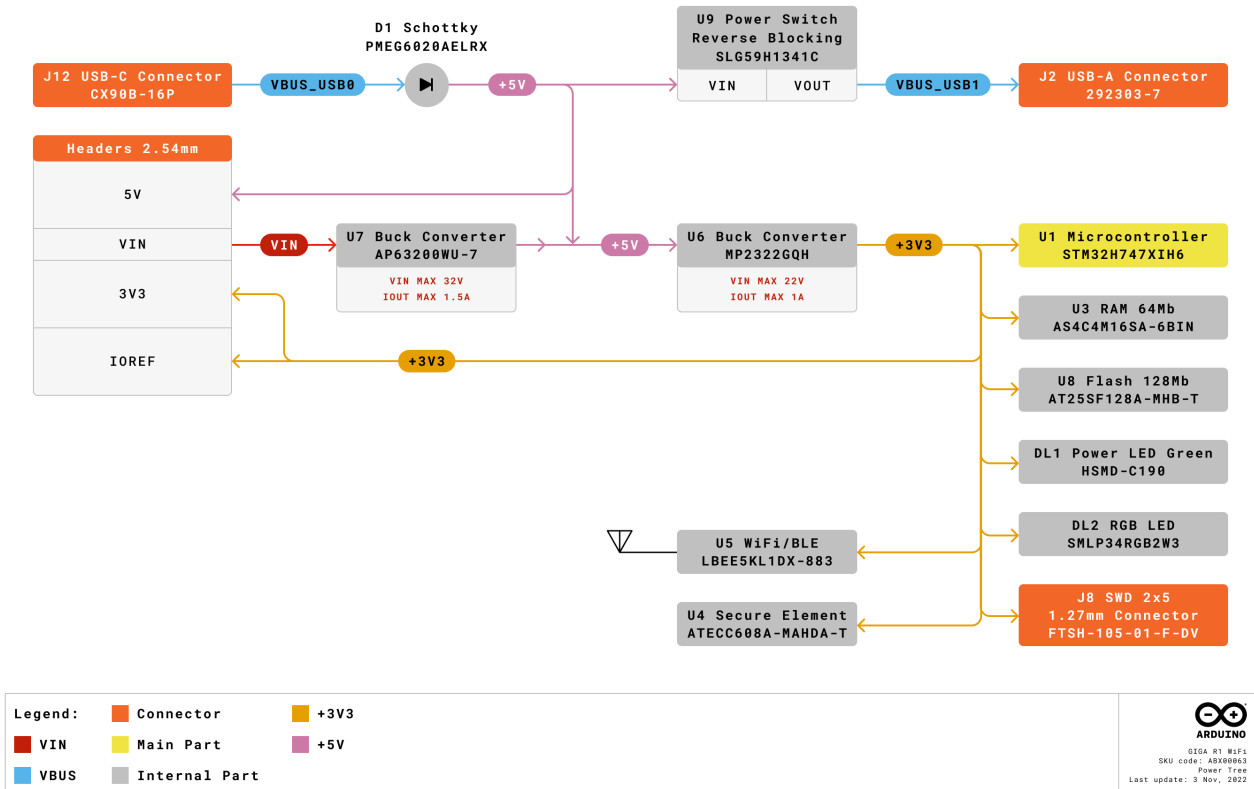 D1 Schottky
PMEG6020AELRX
U9 Power Switch
Reverse Blocking
SLG59H1341C
VIN
VOUT
J12 USB-C Connector
CX90B-16P
VBUS_USB0
+5V
VBUS_USB1
J2 USB-A Connector
292303-7
Headers 2.54mm
5V
VIN
3V3
IOREF
VIN
U7 Buck Converter
AP63200WU-7
VIN MAX 32V
IOUT MAX 1.5A
+5V
U6 Buck Converter
MP2322GQH
VIN MAX 22V
IOUT MAX 1A
+3V3
U1 Microcontroller
STM32H747XIH6
U3 RAM 64Mb
AS4C4M16SA-6BIN
+3V3
U8 Flash 128Mb
AT25SF128A-MHB-T
DL1 Power LED Green
HSMD-C190
DL2 RGB LED
SMLP34RGB2W3
U5 WiFi/BLE
LBEE5KL1DX-883
U4 Secure Element
ATECC608A-MAHDA-T
J8 SWD 2x5
1.27mm Connector
FTSH-105-01-F-DV
Legend:
VIN
VBUS
Connector
Main Part
Internal Part
+3V3
+5V
ARDUINO
GIGA R1 WiFi
SKU code: ABX00063
Power Tree
Last update: 3 Nov, 2022